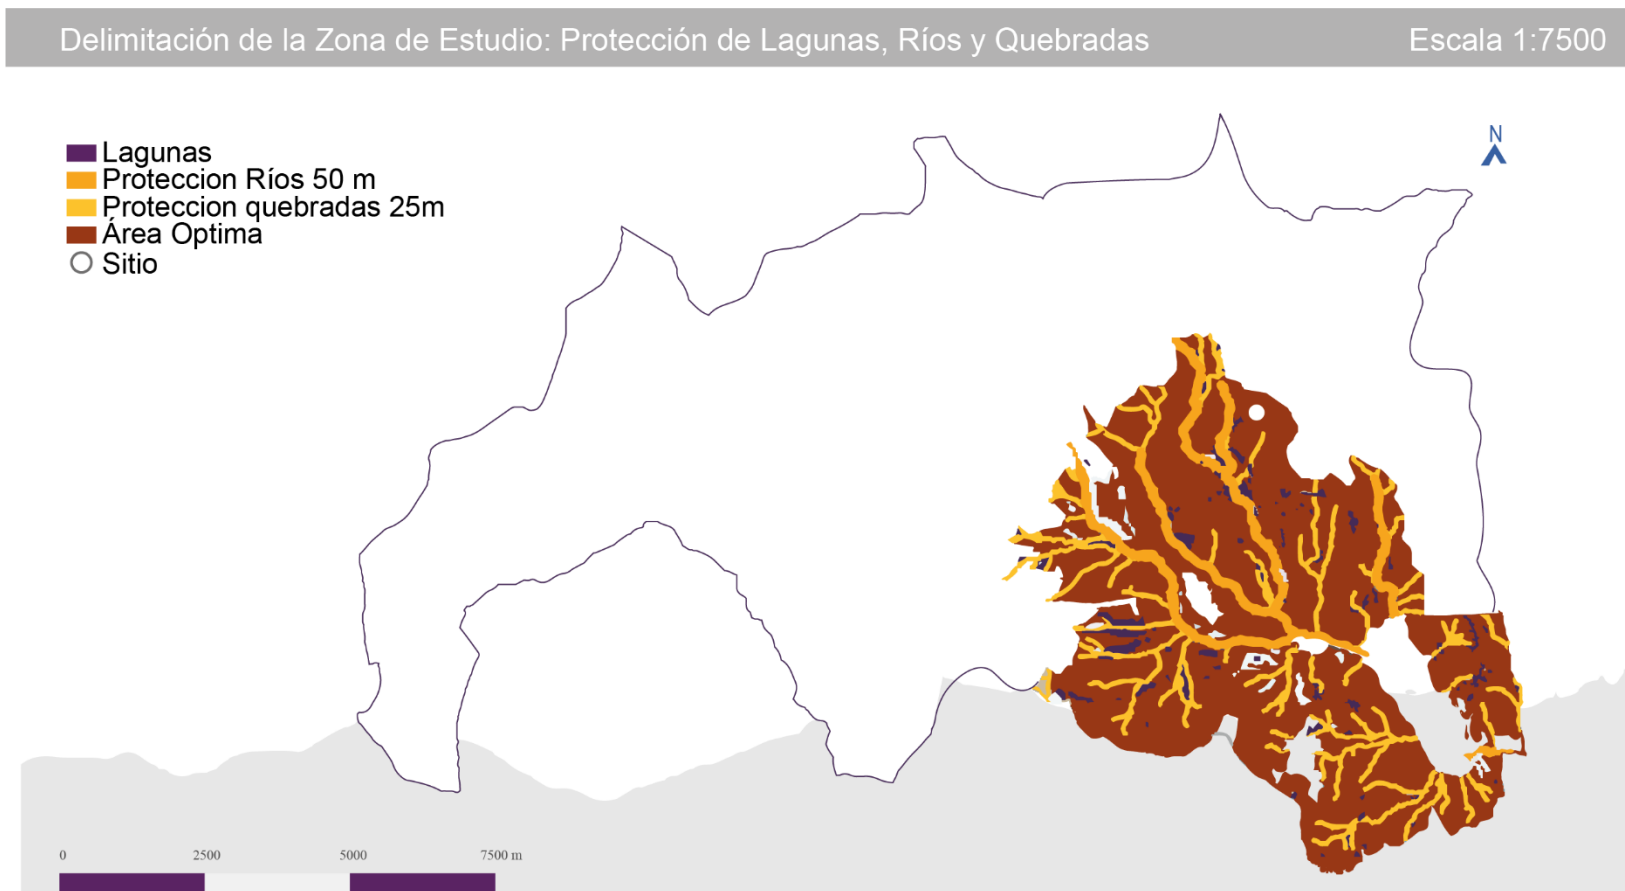 Delimitación de la Zona de Estudio: Protección de Lagunas, Ríos y Quebradas Escala 1:7500
N
Lagunas
Proteccion Ríos 50 m
Proteccion quebradas 25m
Área Optima
Sitio
0 2500 5000 7500 m